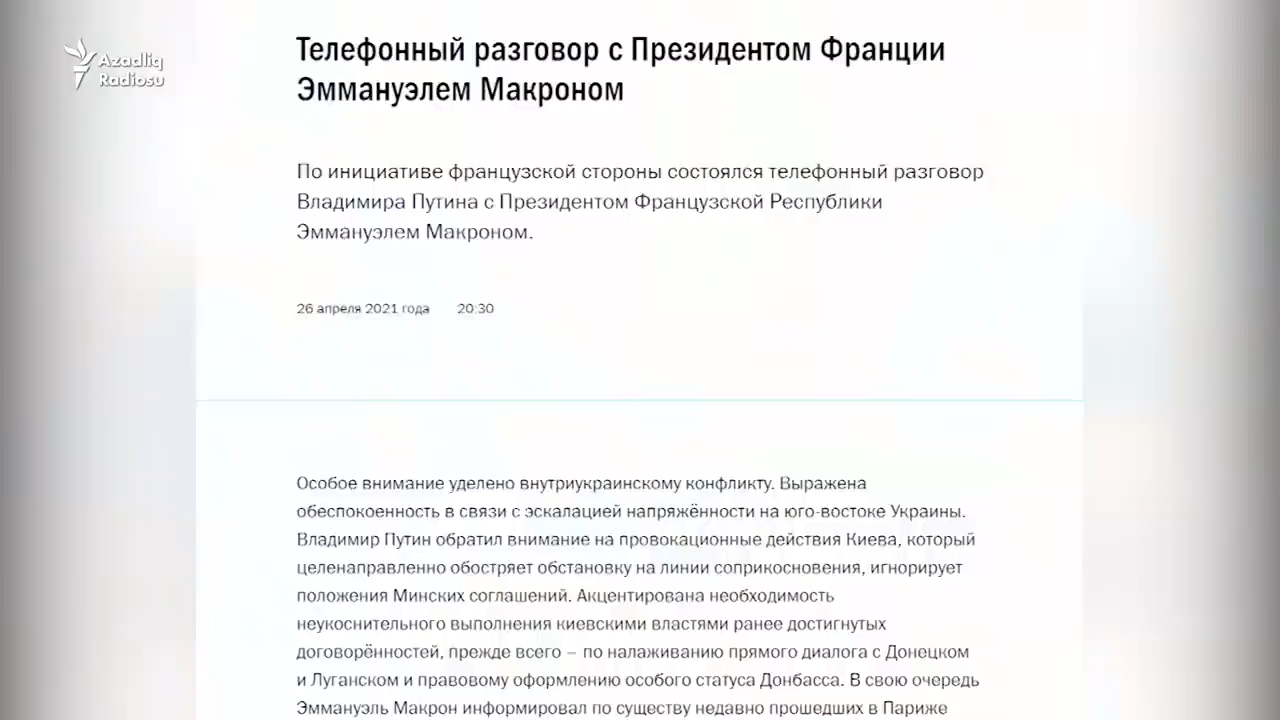 Azadlıq
Radiosu
Телефонный разговор с Президентом Франции
Эммануэлем Макроном
По инициативе французской стороны состоялся телефонный разговор
Владимира Путина с Президентом Французской Республики
Эммануэлем Макроном.
26 апреля 2021 года 20:30
Особое внимание уделено внутриукраинскому конфликту. Выражена
обеспокоенность в связи с эскалацией напряжённости на юго-востоке Украины.
Владимир Путин обратил внимание на провокационные действия Киева, который
целенаправленно обостряет обстановку на линии соприкосновения, игнорирует
положения Минских соглашений. Акцентирована необходимость
неукоснительного выполнения киевскими властями ранее достигнутых
договорённостей, прежде всего – по налаживанию прямого диалога с Донецком
и Луганском и правовому оформлению особого статуса Донбасса. В свою очередь
Эммануэль Макрон информировал по существу недавно прошедших в Париже